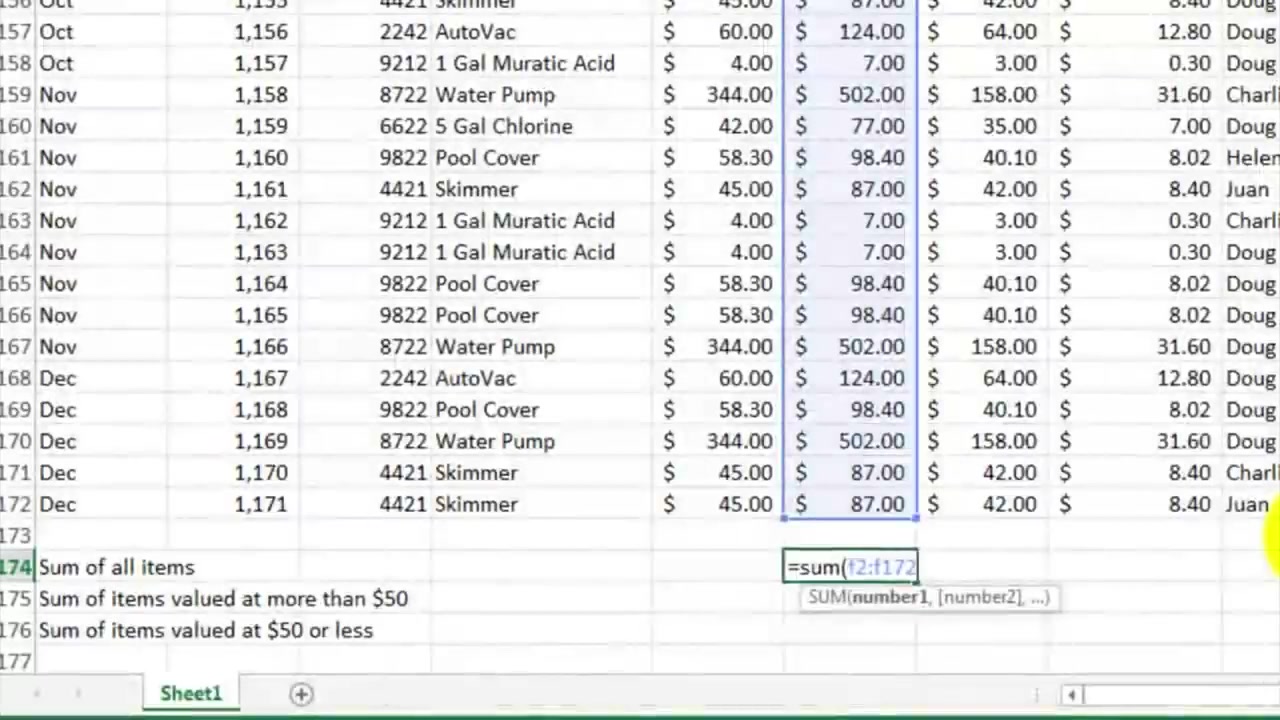 156 Oct 1,155 4421 Skimmer $ 45.00 $ 87.00 $ 42.00 $ 8.40 Doug
157 Oct 1,156 2242 AutoVac $ 60.00 $ 124.00 $ 64.00 $ 12.80 Doug
158 Oct 1,157 9212 1 Gal Muratic Acid $ 4.00 $ 7.00 $ 3.00 $ 0.30 Doug
159 Nov 1,158 8722 Water Pump $ 344.00 $ 502.00 $ 158.00 $ 31.60 Charli
160 Nov 1,159 6622 5 Gal Chlorine $ 42.00 $ 77.00 $ 35.00 $ 7.00 Doug
161 Nov 1,160 9822 Pool Cover $ 58.30 $ 98.40 $ 40.10 $ 8.02 Helen
162 Nov 1,161 4421 Skimmer $ 45.00 $ 87.00 $ 42.00 $ 8.40 Juan
163 Nov 1,162 9212 1 Gal Muratic Acid $ 4.00 $ 7.00 $ 3.00 $ 0.30 Charli
164 Nov 1,163 9212 1 Gal Muratic Acid $ 4.00 $ 7.00 $ 3.00 $ 0.30 Doug
165 Nov 1,164 9822 Pool Cover $ 58.30 $ 98.40 $ 40.10 $ 8.02 Doug
166 Nov 1,165 9822 Pool Cover $ 58.30 $ 98.40 $ 40.10 $ 8.02 Doug
167 Nov 1,166 8722 Water Pump $ 344.00 $ 502.00 $ 158.00 $ 31.60 Doug
168 Dec 1,167 2242 AutoVac $ 60.00 $ 124.00 $ 64.00 $ 12.80 Doug
169 Dec 1,168 9822 Pool Cover $ 58.30 $ 98.40 $ 40.10 $ 8.02 Doug
170 Dec 1,169 8722 Water Pump $ 344.00 $ 502.00 $ 158.00 $ 31.60 Doug
171 Dec 1,170 4421 Skimmer $ 45.00 $ 87.00 $ 42.00 $ 8.40 Charli
172 Dec 1,171 4421 Skimmer $ 45.00 $ 87.00 $ 42.00 $ 8.40 Juan
173
174 Sum of all items =sum(f2:f172
175 Sum of items valued at more than $50 SUM(number1, [number2], ...)
176 Sum of items valued at $50 or less
177
Sheet1